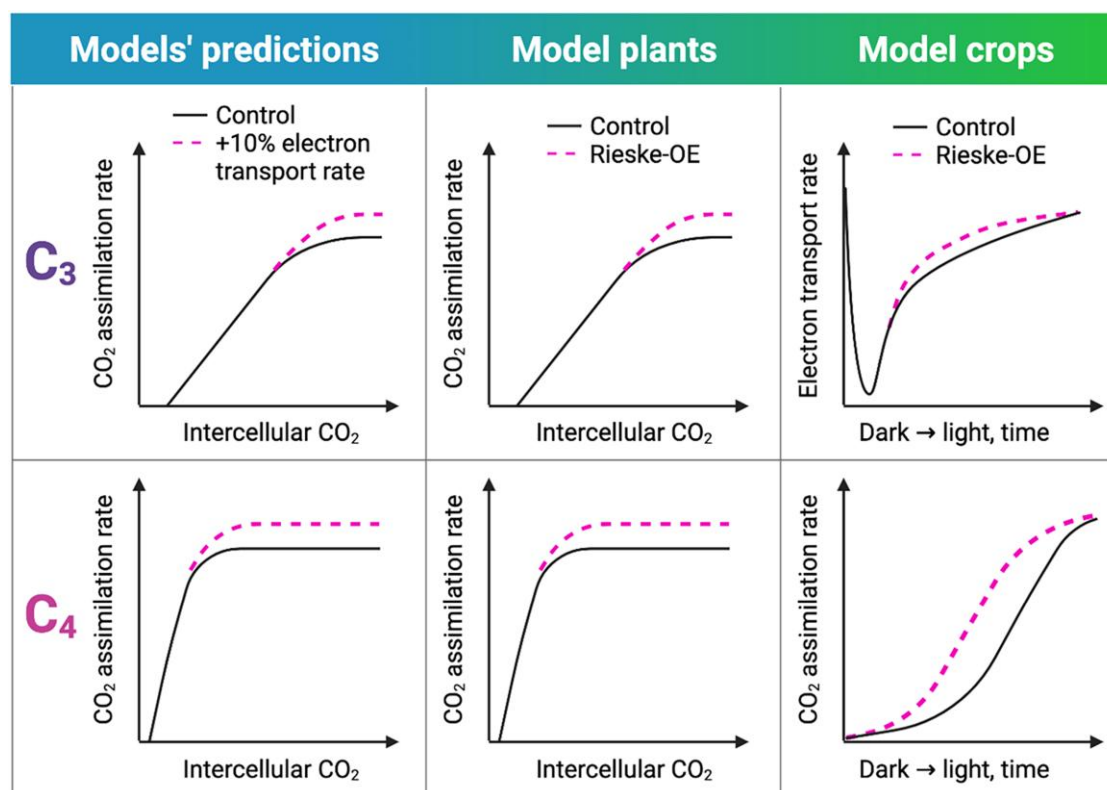 Models' predictions
Model plants
Model crops
C₃
Control
+10% electron
transport rate
CO₂ assimilation rate
Intercellular CO₂
Control
Rieske-OE
CO₂ assimilation rate
Intercellular CO₂
Control
Rieske-OE
Electron transport rate
Dark → light, time
C₄
CO₂ assimilation rate
Intercellular CO₂
CO₂ assimilation rate
Intercellular CO₂
CO₂ assimilation rate
Dark → light, time